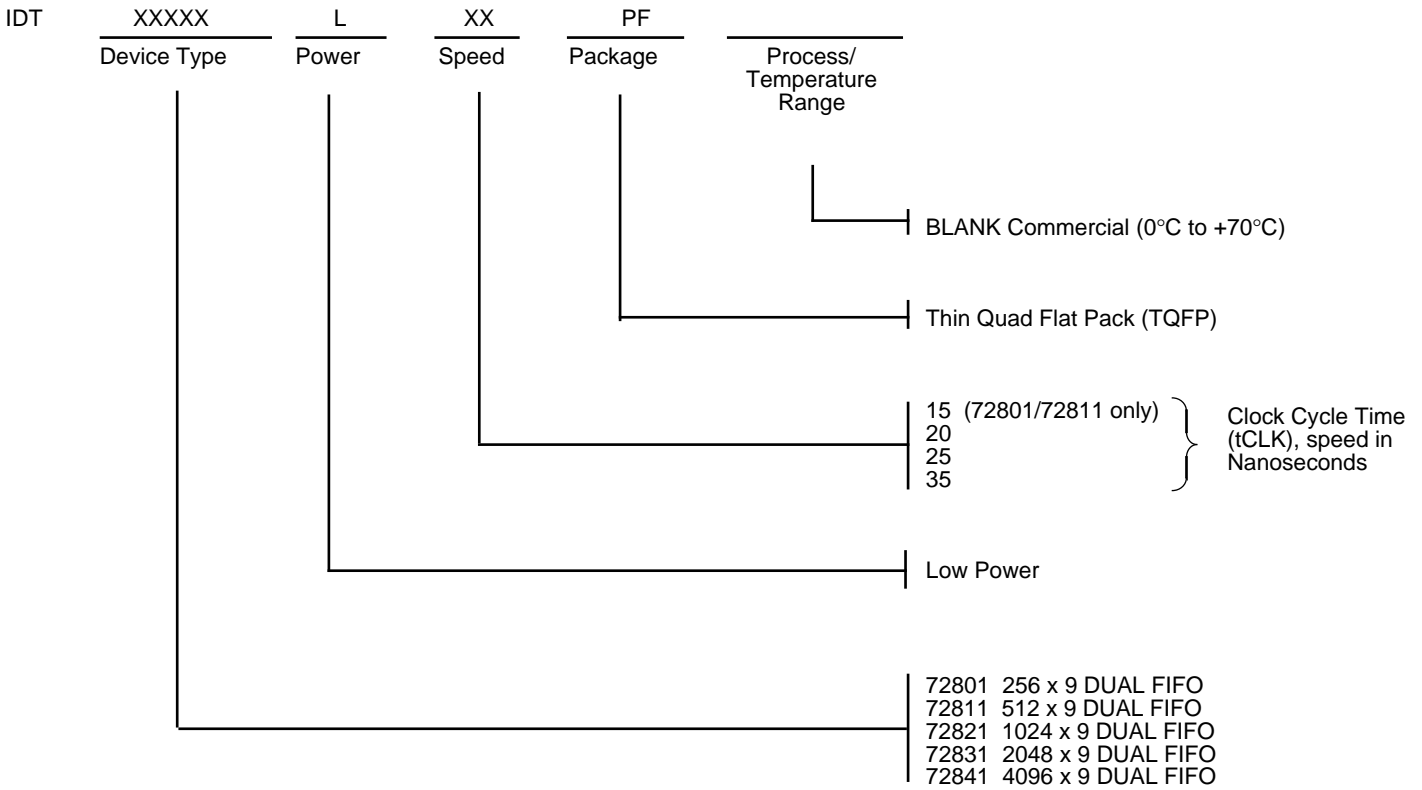 IDT XXXXX L XX PF
Device Type Power Speed Package Process/
Temperature
Range
BLANK Commercial (0°C to +70°C)
Thin Quad Flat Pack (TQFP)
15 (72801/72811 only)
20
25
35
Clock Cycle Time
(tCLK), speed in
Nanoseconds
Low Power
72801 256 x 9 DUAL FIFO
72811 512 x 9 DUAL FIFO
72821 1024 x 9 DUAL FIFO
72831 2048 x 9 DUAL FIFO
72841 4096 x 9 DUAL FIFO